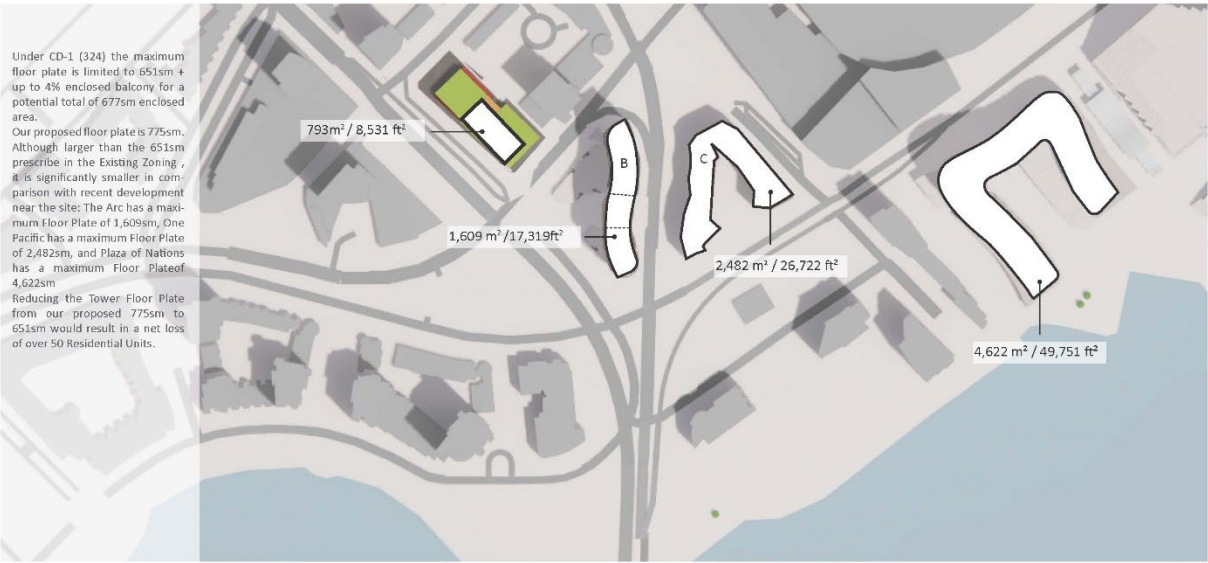 Under CD-1 (324) the maximum
floor plate is limited to 651sm +
up to 4% enclosed balcony for a
potential total of 677sm enclosed
area.
Our proposed floor plate is 775sm.
Although larger than the 651sm
prescribe in the Existing Zoning ,
it is significantly smaller in com-
parison with recent development
near the site: The Arc has a maxi-
mum Floor Plate of 1,609sm, One
Pacific has a maximum Floor Plate
of 2,482sm, and Plaza of Nations
has a maximum Floor Plateof
4,622sm
Reducing the Tower Floor Plate
from our proposed 775sm to
651sm would result in a net loss
of over 50 Residential Units.
793m² / 8,531 ft²
B
1,609 m² /17,319ft²
C
2,482 m² / 26,722 ft²
4,622 m² / 49,751 ft²